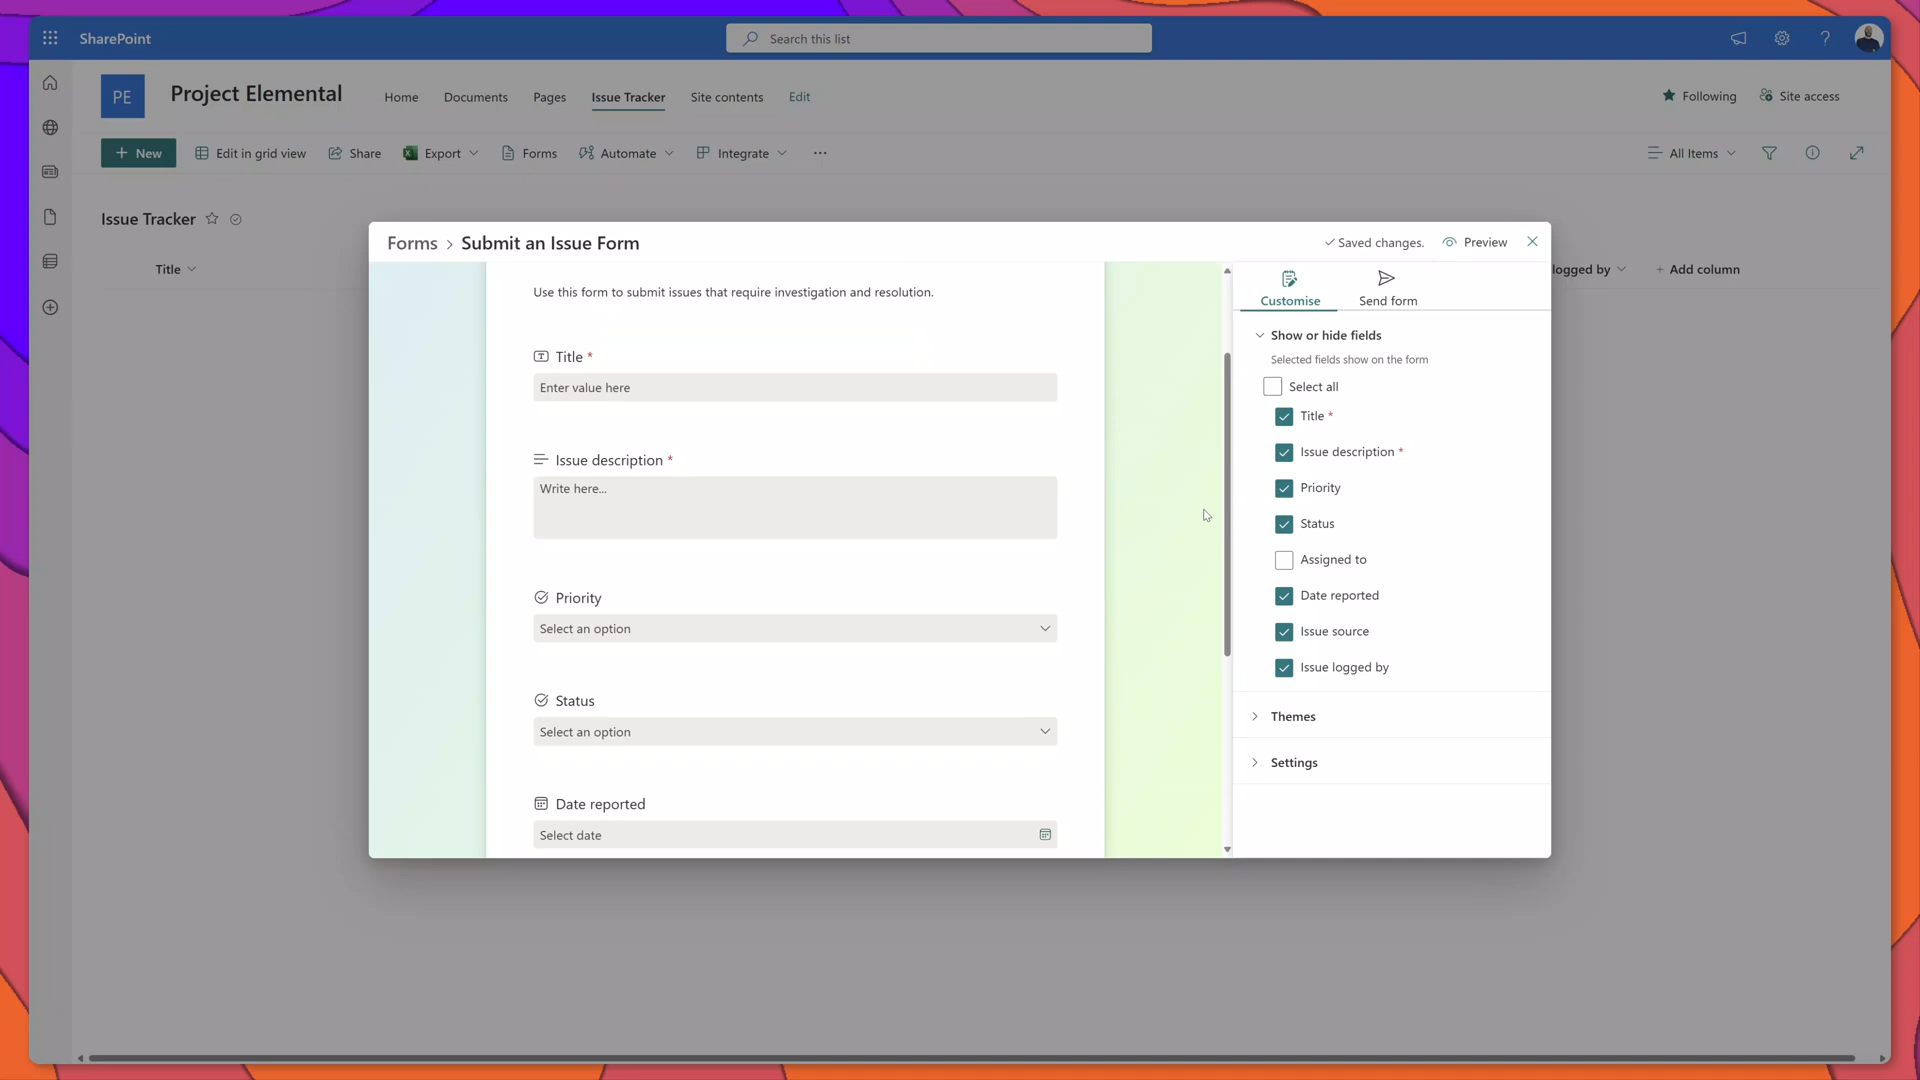 SharePoint
Search this list
PE
Project Elemental
Home
Documents
Pages
Issue Tracker
Site contents
Edit
Following
Site access
New
Edit in grid view
Share
Export
Forms
Automate
Integrate
All Items
Issue Tracker
Title
logged by
+ Add column
Forms > Submit an Issue Form
Saved changes.
Preview
Use this form to submit issues that require investigation and resolution.
Title *
Enter value here
Issue description *
Write here...
Priority
Select an option
Status
Select an option
Date reported
Select date
Customise
Send form
Show or hide fields
Selected fields show on the form
Select all
Title *
Issue description *
Priority
Status
Assigned to
Date reported
Issue source
Issue logged by
Themes
Settings